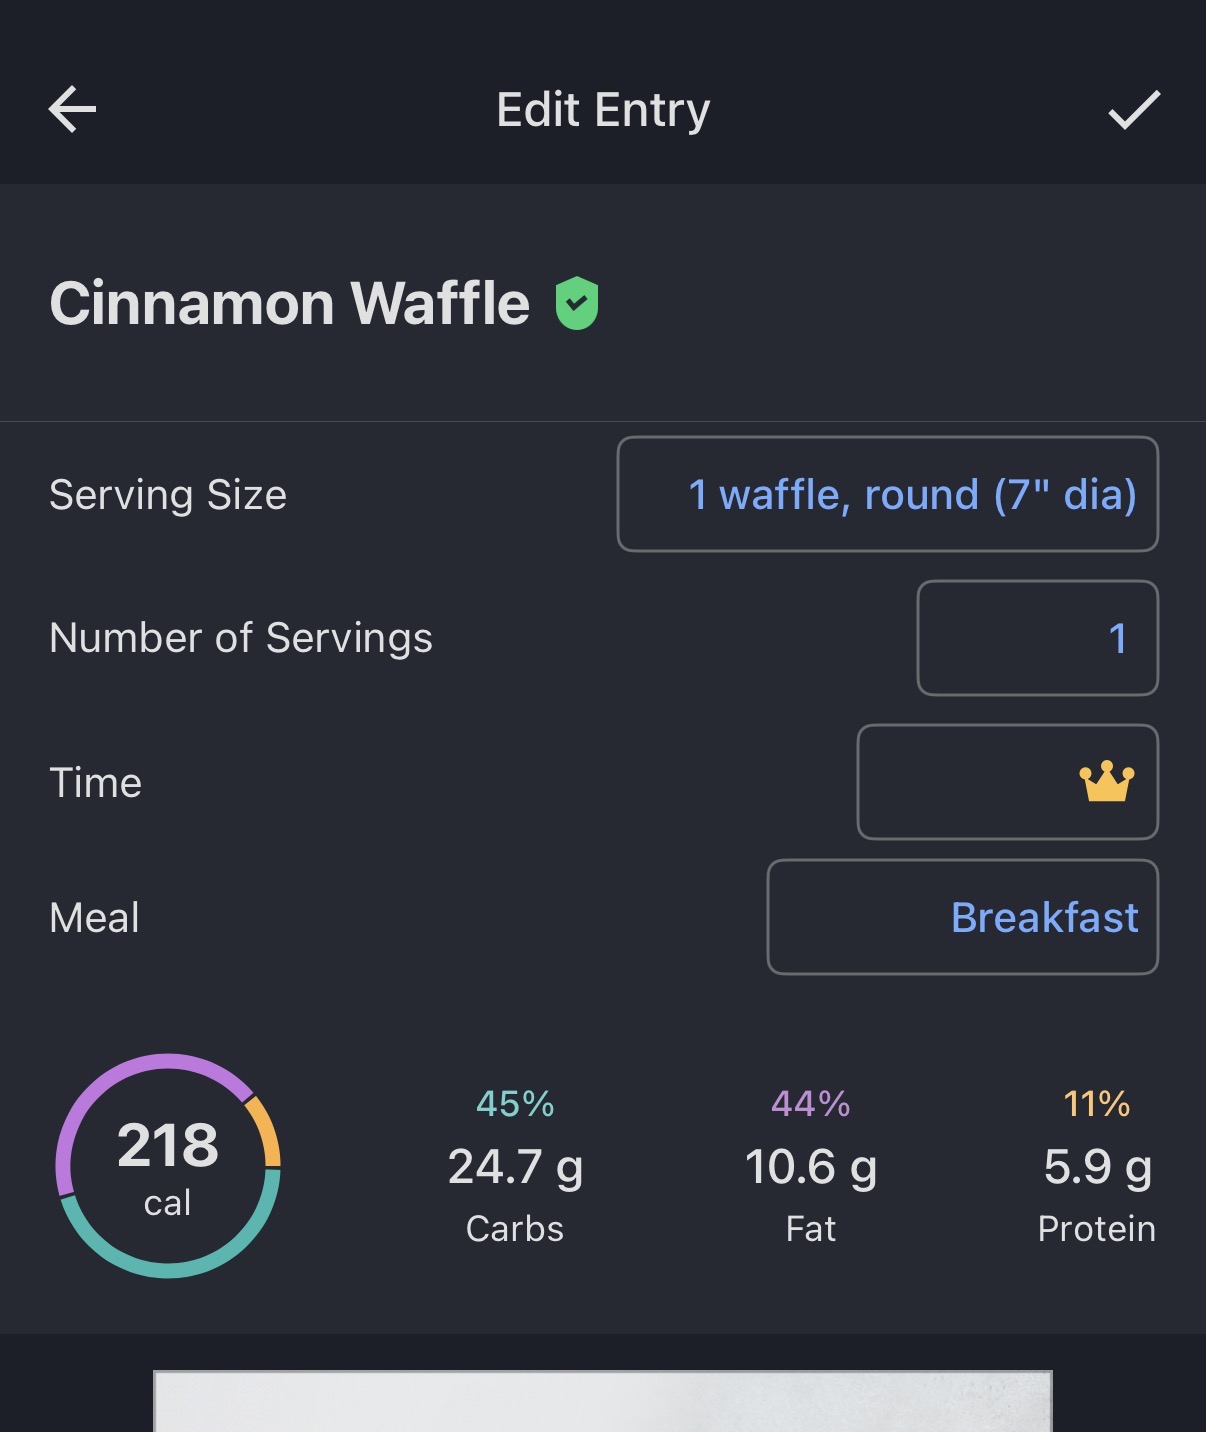 Edit Entry
Cinnamon Waffle
Serving Size
1 waffle, round (7" dia)
Number of Servings
1
Time
Meal
Breakfast
218
cal
45%
24.7 g
Carbs
44%
10.6 g
Fat
11%
5.9 g
Protein